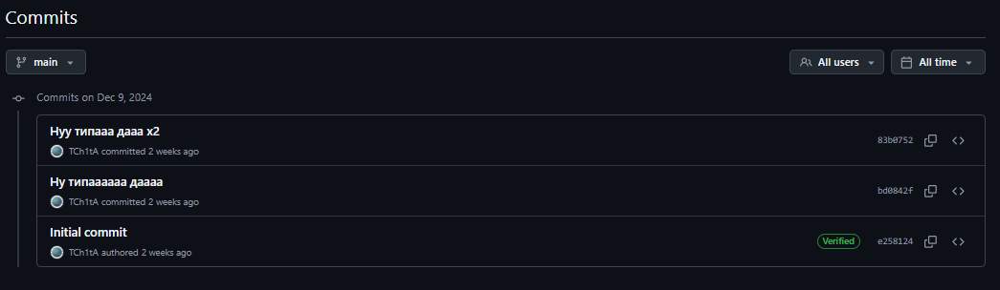 Commits
main
All users
All time
Commits on Dec 9, 2024
Нуу типааа дааа x2
83b0752
TCh1tA committed 2 weeks ago
Ну типаааааа даааа
bd0842f
TCh1tA committed 2 weeks ago
Initial commit
Verified
e258124
TCh1tA authored 2 weeks ago